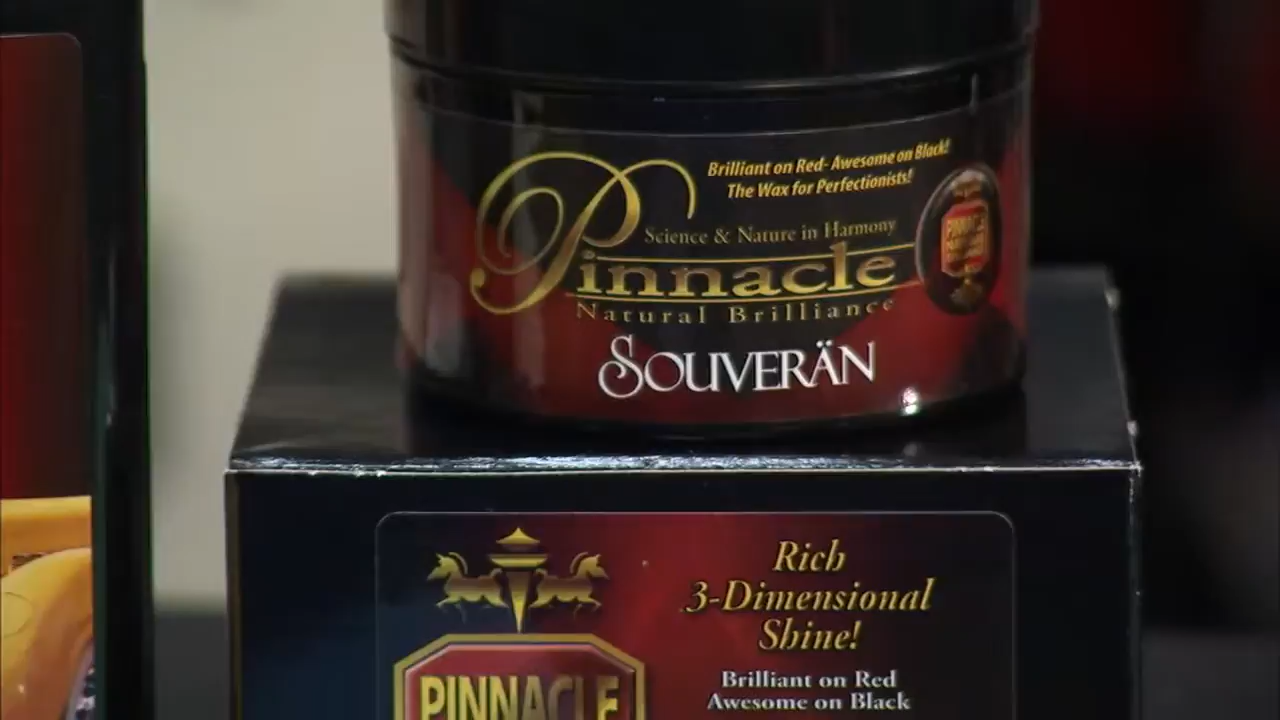 Brilliant on Red- Awesome on Black!
The Wax for Perfectionists!
Science & Nature in Harmony
Pinnacle
Natural Brilliance
SOUVERÄN
PINNACLE
Rich
3-Dimensional
Shine!
Brilliant on Red
Awesome on Black
PINNACLE